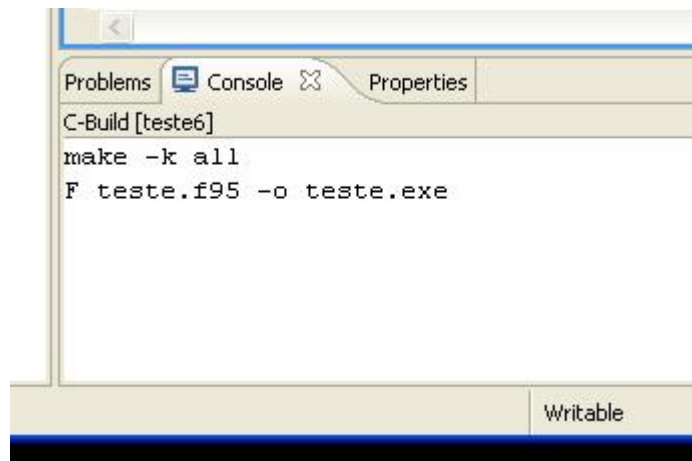 Problems Console Properties
C-Build [teste6]
make -k all
F teste.f95 -o teste.exe
Writable